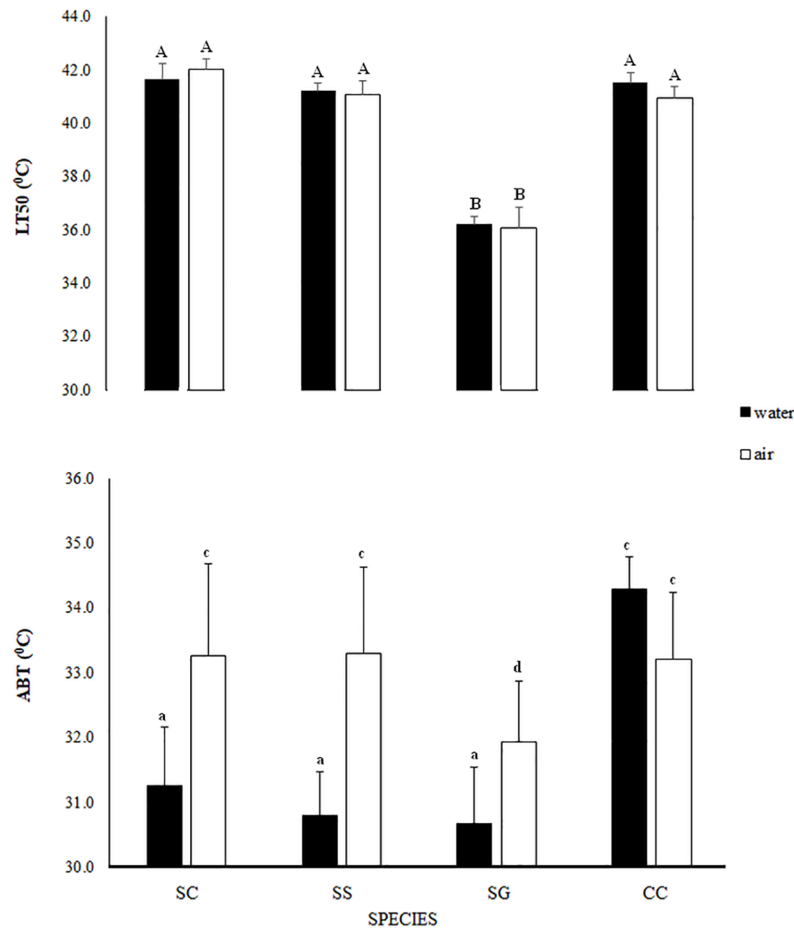 44.0
42.0
40.0
38.0
36.0
34.0
32.0
30.0
LT50 (⁰C)
A A A A B B A A
water
air
36.0
35.0
34.0
33.0
32.0
31.0
30.0
ABT (⁰C)
a c a c a d c c
SC SS SG CC
SPECIES